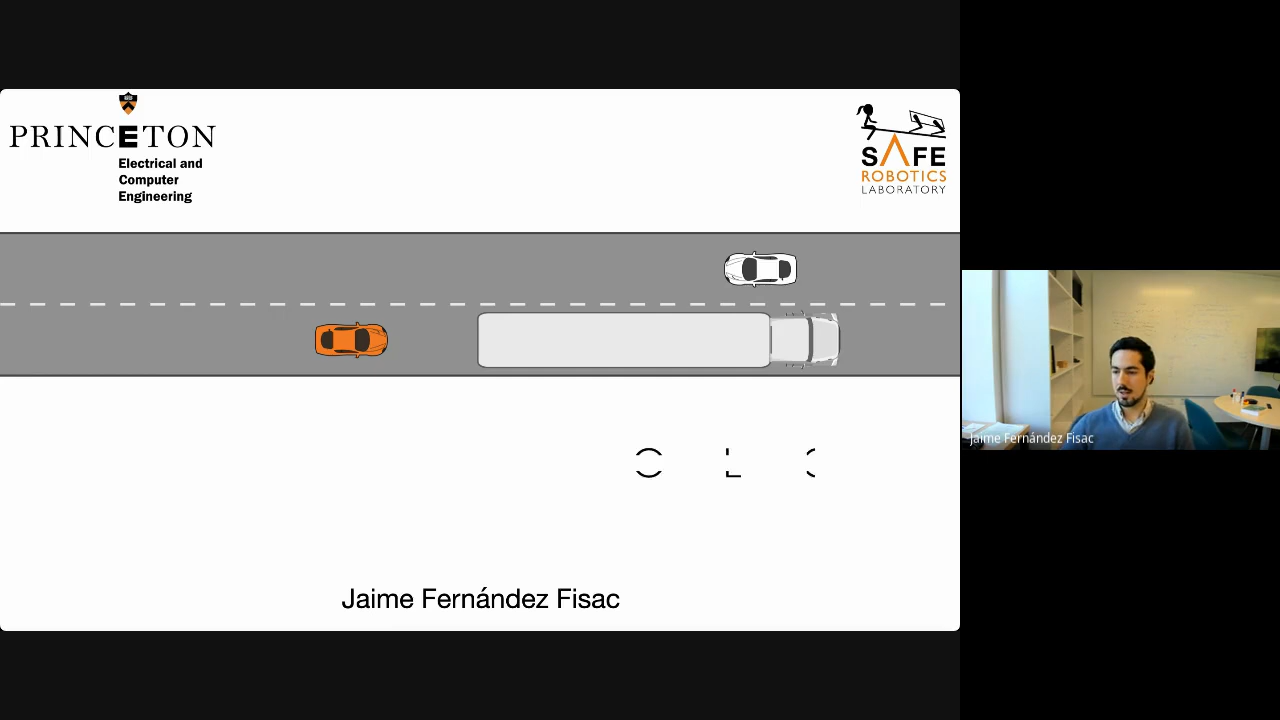 PRINCETON
Electrical and
Computer
Engineering
SAFE
ROBOTICS
LABORATORY
Jaime Fernández Fisac
Jaime Fernández Fisac